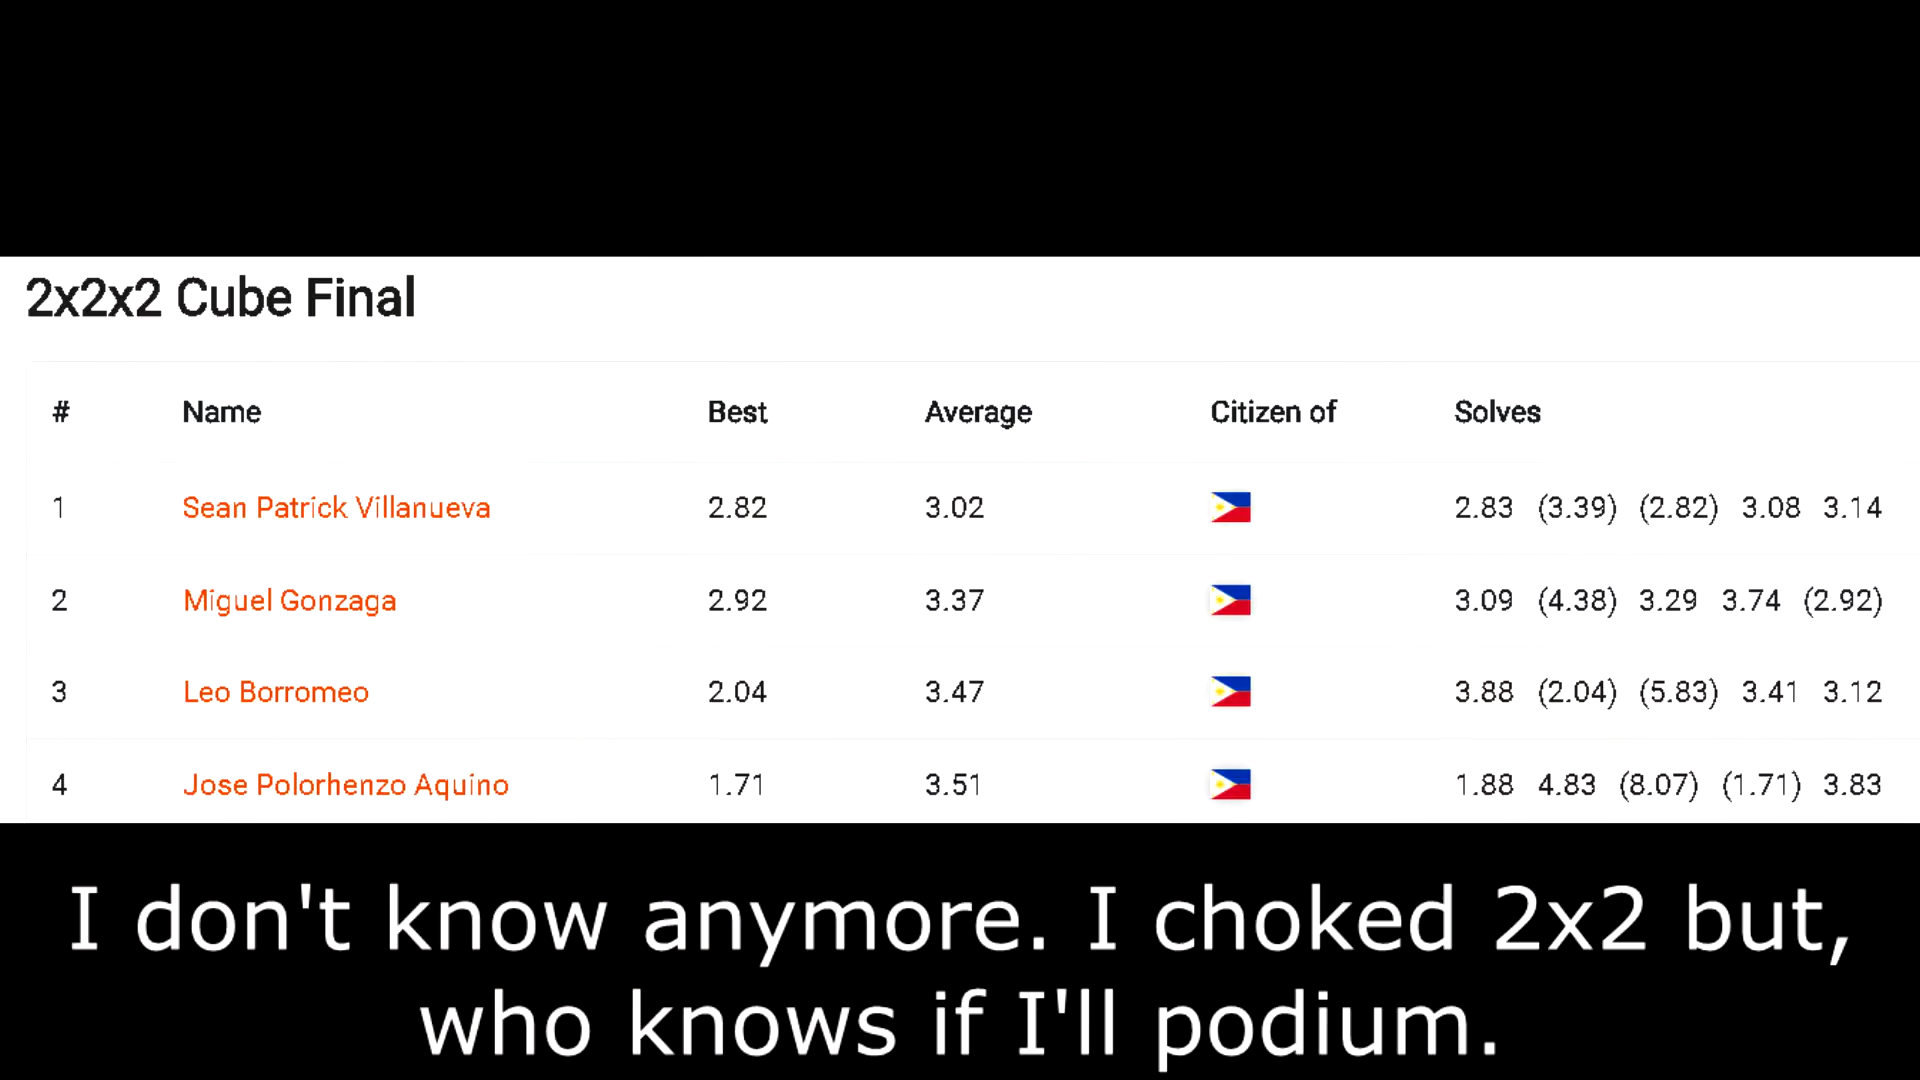 2x2x2 Cube Final
# Name Best Average Citizen of Solves
1 Sean Patrick Villanueva 2.82 3.02 2.83 (3.39) (2.82) 3.08 3.14
2 Miguel Gonzaga 2.92 3.37 3.09 (4.38) 3.29 3.74 (2.92)
3 Leo Borromeo 2.04 3.47 3.88 (2.04) (5.83) 3.41 3.12
4 Jose Polorhenzo Aquino 1.71 3.51 1.88 4.83 (8.07) (1.71) 3.83
I don't know anymore. I choked 2x2 but,
who knows if I'll podium.